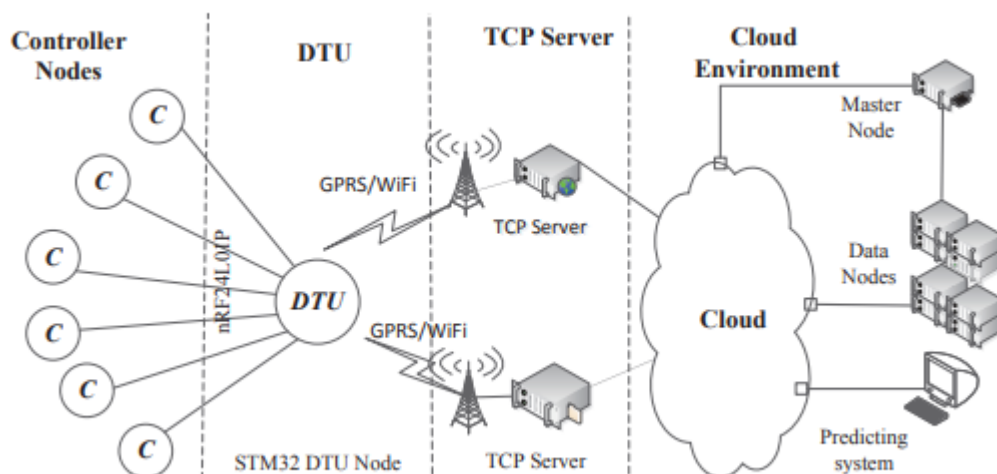 Controller
Nodes
DTU
TCP Server
Cloud
Environment
C
C
C
C
C
C
nRF24L01P
DTU
GPRS/WiFi
GPRS/WiFi
STM32 DTU Node
TCP Server
TCP Server
Cloud
Master
Node
Data
Nodes
Predicting
system